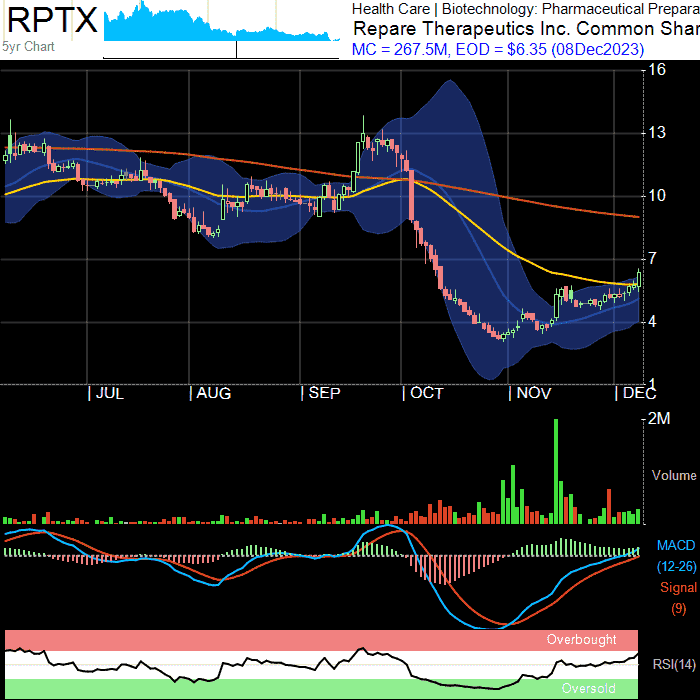 RPTX
5yr Chart
Health Care | Biotechnology: Pharmaceutical Prepara
Repare Therapeutics Inc. Common Shar
MC = 267.5M, EOD = $6.35 (08Dec2023)
16
13
10
7
4
1
JUL AUG SEP OCT NOV DEC
2M
Volume
MACD
(12-26)
Signal
(9)
Overbought
RSI(14)
Oversold